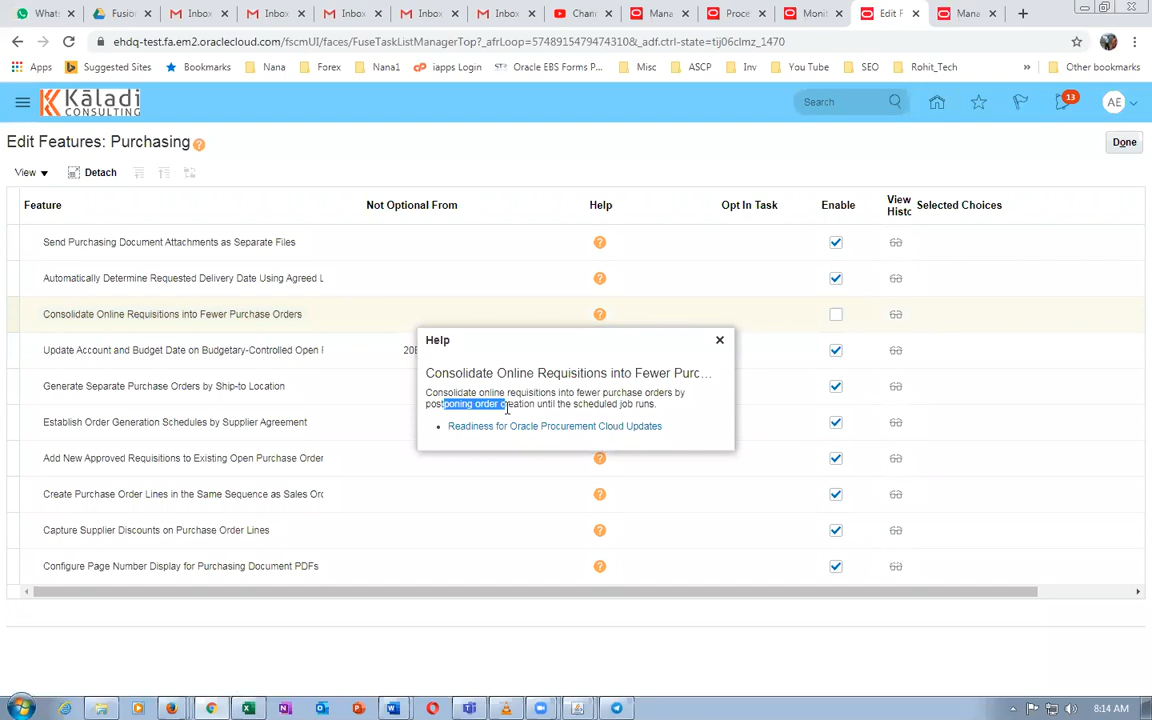 Whats
Fusion
Inbox
Inbox
Inbox
Inbox
Inbox
Chann
Mana
Proce
Monit
Edit F
Mana
ehdq-test.fa.em2.oraclecloud.com/fscmUI/faces/FuseTaskListManagerTop?_afrLoop=5748915479474310&_adf.ctrl-state=tij06clmz_1470
Apps Suggested Sites Bookmarks Nana Forex Nana1 iapps Login Oracle EBS Forms P... Misc ASCP Inv You Tube SEO Rohit_Tech » Other bookmarks
Kaladi
CONSULTING
Search
13
AE
Edit Features: Purchasing
Done
View Detach
Feature Not Optional From Help Opt In Task Enable View Histo Selected Choices
Send Purchasing Document Attachments as Separate Files
Automatically Determine Requested Delivery Date Using Agreed L
Consolidate Online Requisitions into Fewer Purchase Orders
Help
Consolidate Online Requisitions into Fewer Purc...
Consolidate online requisitions into fewer purchase orders by
postponing order creation until the scheduled job runs.
• Readiness for Oracle Procurement Cloud Updates
Update Account and Budget Date on Budgetary-Controlled Open F
Generate Separate Purchase Orders by Ship-to Location
Establish Order Generation Schedules by Supplier Agreement
Add New Approved Requisitions to Existing Open Purchase Order
Create Purchase Order Lines in the Same Sequence as Sales Orc
Capture Supplier Discounts on Purchase Order Lines
Configure Page Number Display for Purchasing Document PDFs
8:14 AM